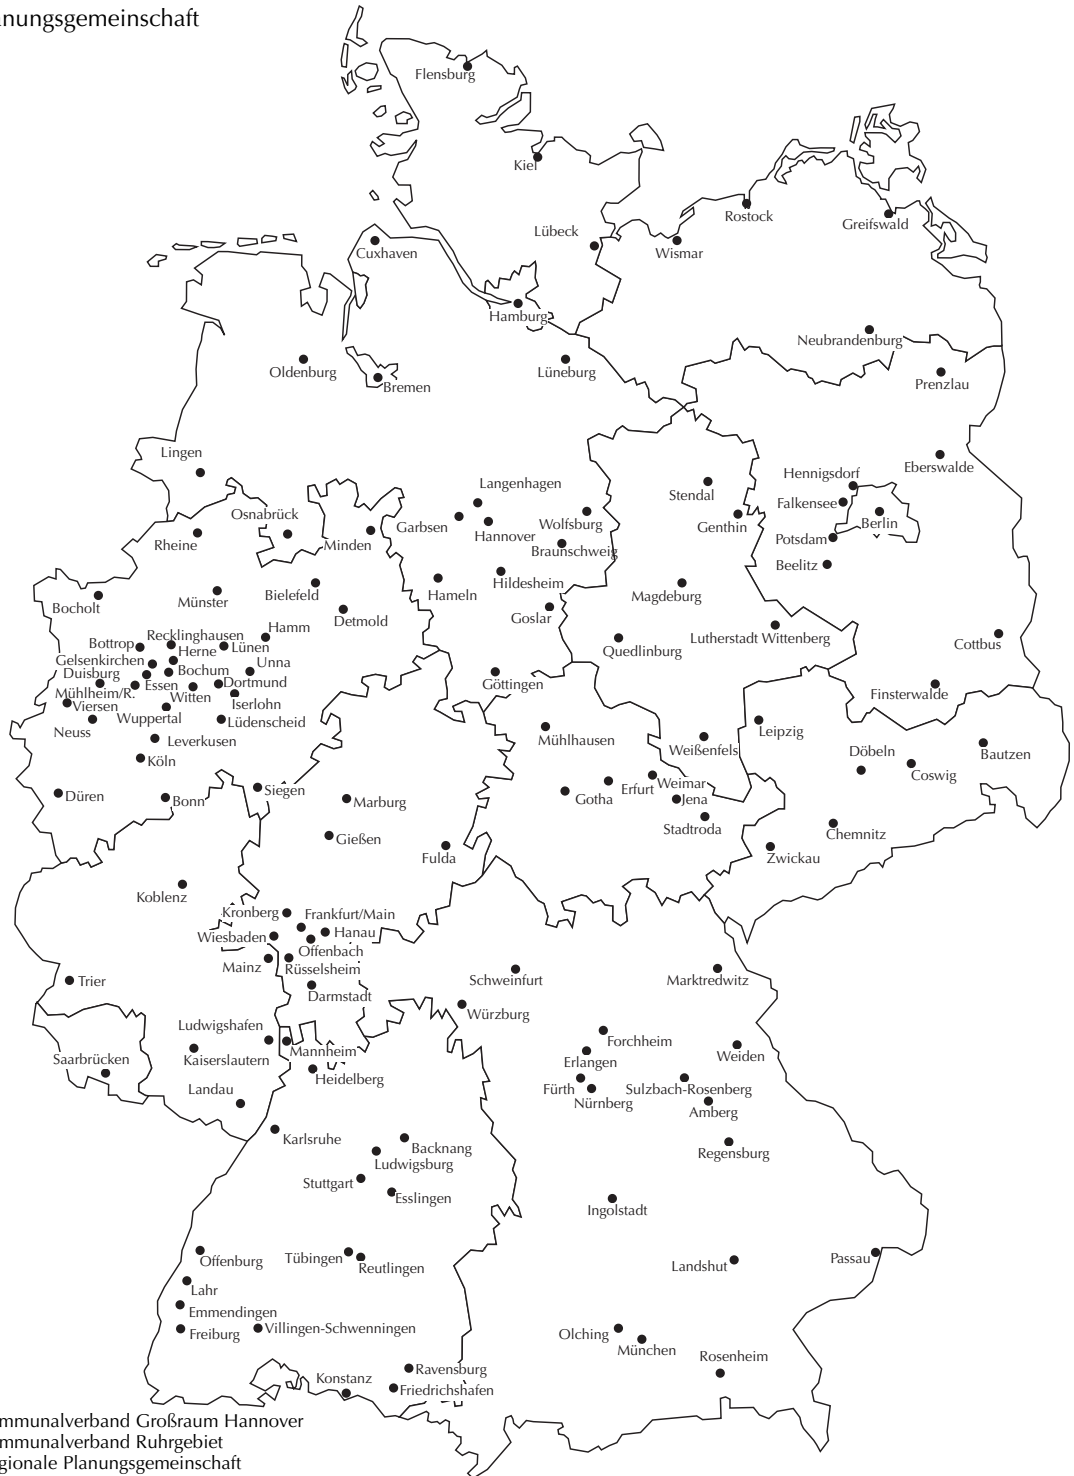 anungsgemeinschaft
Flensburg
Kiel
Rostock
Greifswald
Lübeck
Wismar
Cuxhaven
Hamburg
Neubrandenburg
Oldenburg
Lüneburg
Bremen
Prenzlau
Lingen
Eberswalde
Hennigsdorf
Langenhagen
Stendal
Falkensee
Osnabrück
Garbsen
Wolfsburg
Genthin
Berlin
Hannover
Rheine
Minden
Potsdam
Braunschweig
Beelitz
Hildesheim
Bielefeld
Hameln
Magdeburg
Münster
Bocholt
Goslar
Detmold
Hamm
Recklinghausen
Lutherstadt Wittenberg
Bottrop
Herne
Lünen
Quedlinburg
Cottbus
Gelsenkirchen
Unna
Duisburg
Bochum
Dortmund
Essen
Göttingen
Mühlheim/R.
Witten
Finsterwalde
Viersen
Iserlohn
Wuppertal
Lüdenscheid
Neuss
Leverkusen
Mühlhausen
Leipzig
Weißenfels
Döbeln
Bautzen
Köln
Coswig
Weimar
Siegen
Erfurt
Düren
Bonn
Marburg
Gotha
Jena
Stadtroda
Chemnitz
Gießen
Fulda
Zwickau
Koblenz
Kronberg
Frankfurt/Main
Wiesbaden
Hanau
Offenbach
Mainz
Rüsselsheim
Trier
Schweinfurt
Marktredwitz
Darmstadt
Würzburg
Ludwigshafen
Forchheim
Mannheim
Weiden
Saarbrücken
Kaiserslautern
Erlangen
Heidelberg
Landau
Fürth
Sulzbach-Rosenberg
Nürnberg
Amberg
Karlsruhe
Backnang
Regensburg
Ludwigsburg
Stuttgart
Esslingen
Ingolstadt
Offenburg
Tübingen
Reutlingen
Landshut
Passau
Lahr
Emmendingen
Freiburg
Villingen-Schwenningen
Olching
München
Rosenheim
Ravensburg
Konstanz
Friedrichshafen
mmunalverband Großraum Hannover
mmunalverband Ruhrgebiet
gionale Planungsgemeinschaft